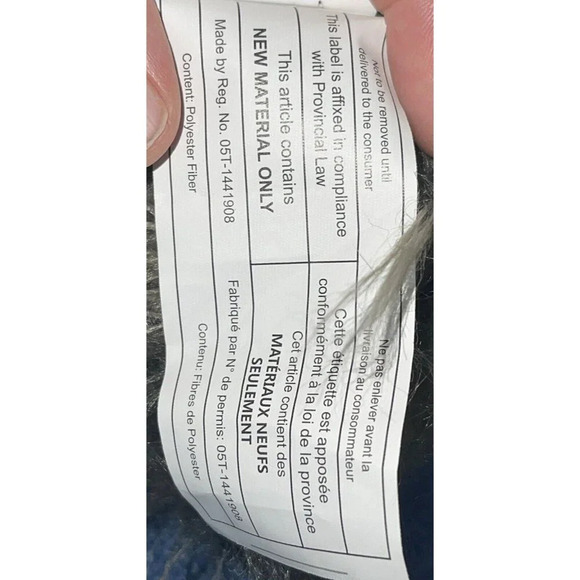 Not to be removed until
delivered to the consumer
This label is affixed in compliance
with Provincial Law
This article contains
NEW MATERIAL ONLY
Made by Reg. No. 05T-1441908
Content: Polyester Fiber
Ne pas enlever avant la
livraison au consommateur
Cette étiquette est apposée
conformément à la loi de la province
Cet article contient des
MATÉRIAUX NEUFS
SEULEMENT
Fabriqué par N° de permis: 05T-1441908
Contenu: Fibres de Polyester